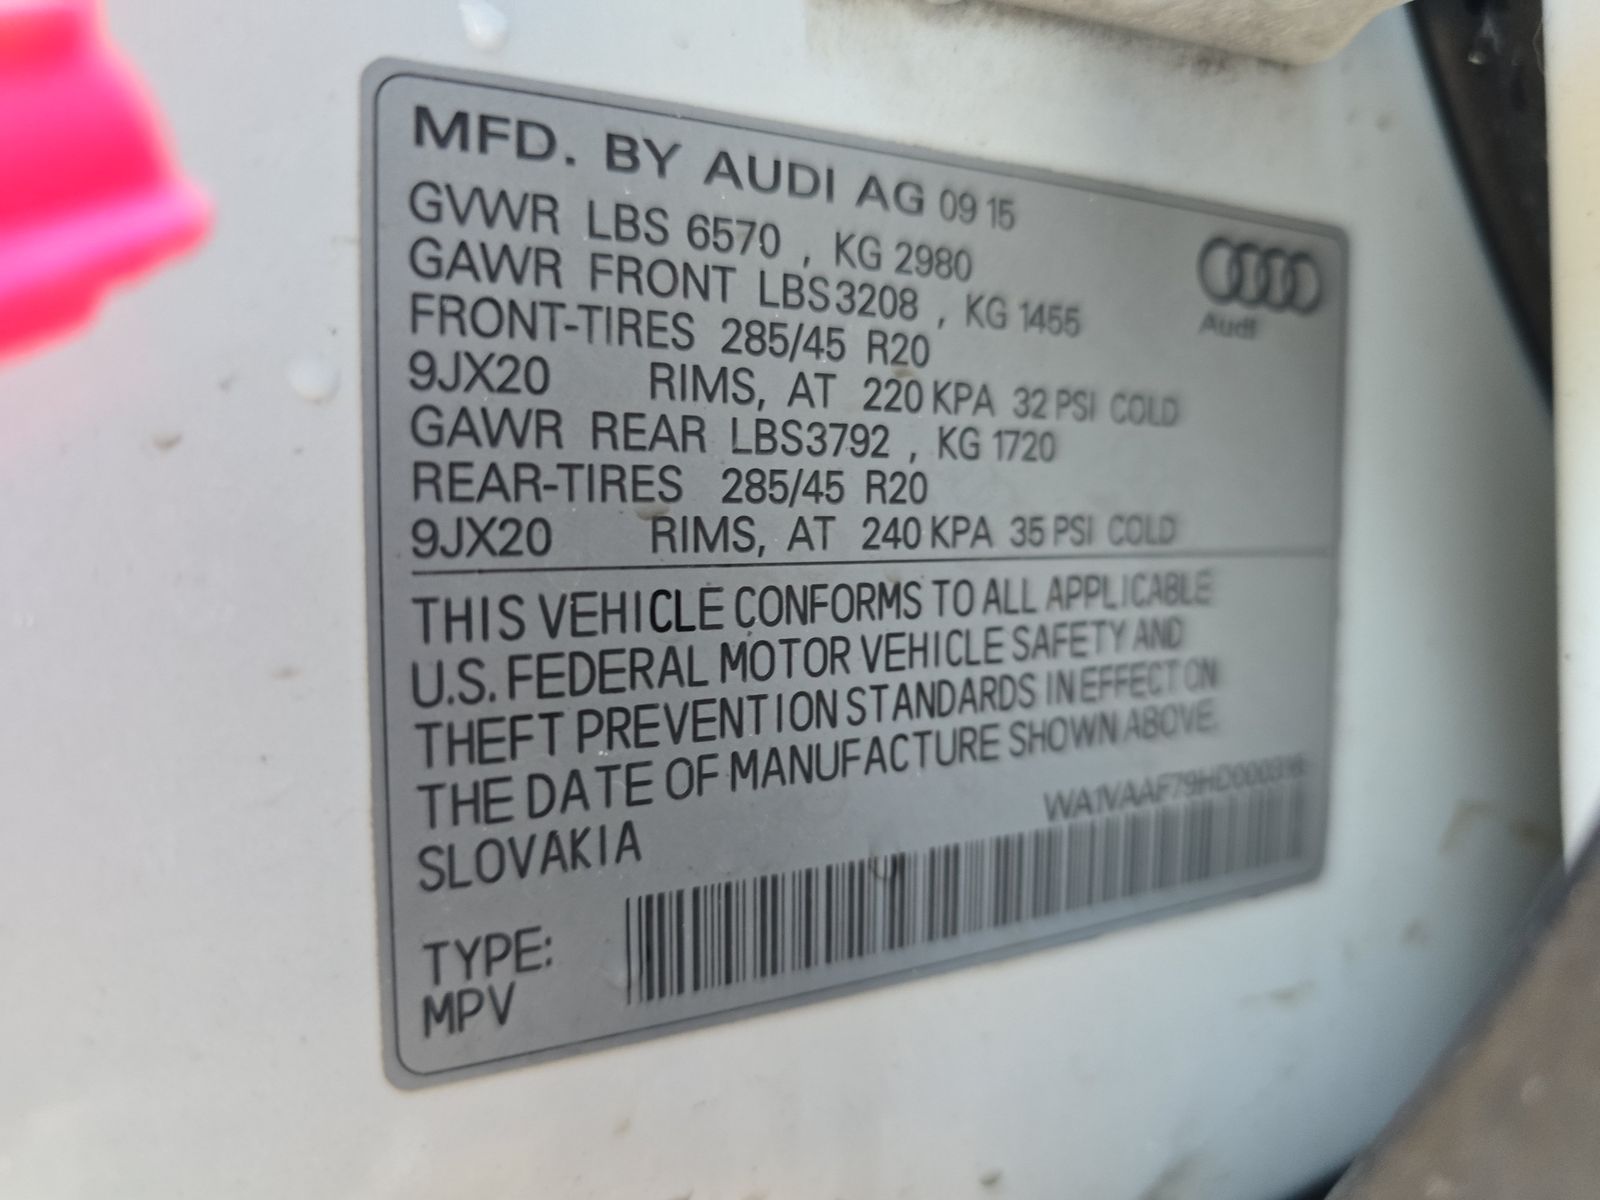 MFD. BY AUDI AG 09 15
GVWR LBS 6570 , KG 2980
GAWR FRONT LBS3208 , KG 1455
FRONT-TIRES 285/45 R20
9JX20 RIMS, AT 220 KPA 32 PSI COLD
GAWR REAR LBS3792 , KG 1720
REAR-TIRES 285/45 R20
9JX20 RIMS, AT 240 KPA 35 PSI COLD
Audi
THIS VEHICLE CONFORMS TO ALL APPLICABLE
U.S. FEDERAL MOTOR VEHICLE SAFETY AND
THEFT PREVENTION STANDARDS IN EFFECT ON
THE DATE OF MANUFACTURE SHOWN ABOVE.
SLOVAKIA
TYPE:
MPV